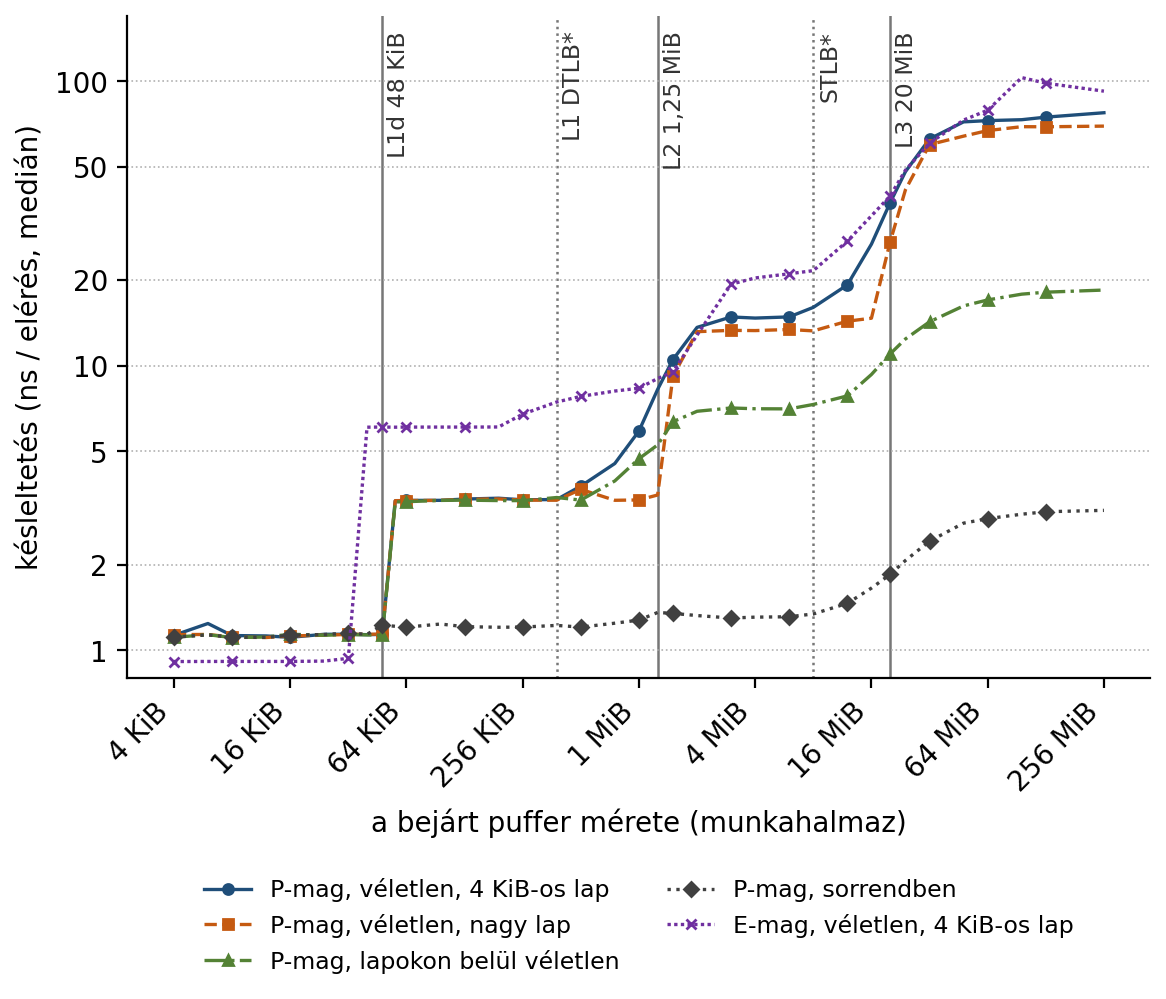 késleltetés (ns / elérés, medián)
100
50
20
10
5
2
1
L1d 48 KiB
L1 DTLB*
L2 1,25 MiB
STLB*
L3 20 MiB
4 KiB
16 KiB
64 KiB
256 KiB
1 MiB
4 MiB
16 MiB
64 MiB
256 MiB
a bejárt puffer mérete (munkahalmaz)
P-mag, véletlen, 4 KiB-os lap
P-mag, véletlen, nagy lap
P-mag, lapokon belül véletlen
P-mag, sorrendben
E-mag, véletlen, 4 KiB-os lap